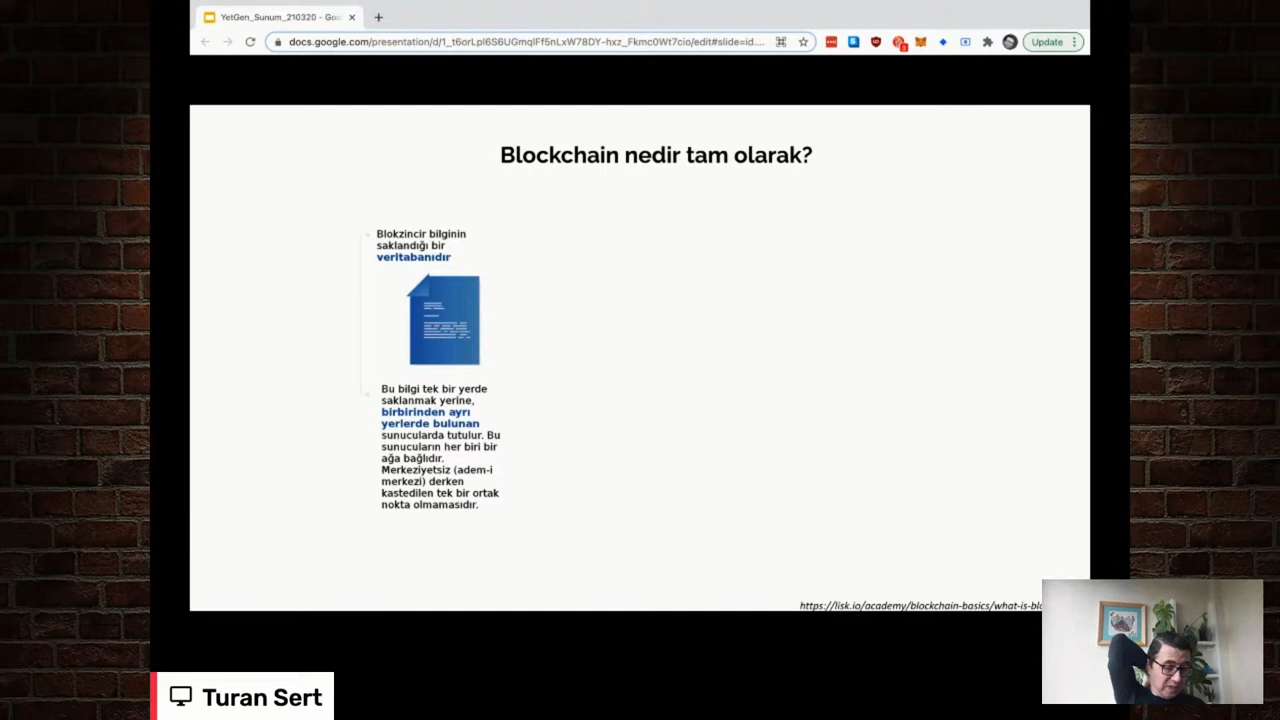 YetGen_Sunum_210320 - Goo
docs.google.com/presentation/d/1_t6orLpl6S6UGmqlFf5nLxW78DY-hxz_Fkmc0Wt7cio/edit#slide=id....
Update
Blockchain nedir tam olarak?
Blokzincir bilginin
saklandığı bir
veritabanıdır
Bu bilgi tek bir yerde
saklanmak yerine,
birbirinden ayrı
yerlerde bulunan
sunucularda tutulur. Bu
sunucuların her biri bir
ağa bağlıdır.
Merkeziyetsiz (adem-i
merkezi) derken
kastedilen tek bir ortak
nokta olmamasıdır.
https://lisk.io/academy/blockchain-basics/what-is-blo
Turan Sert